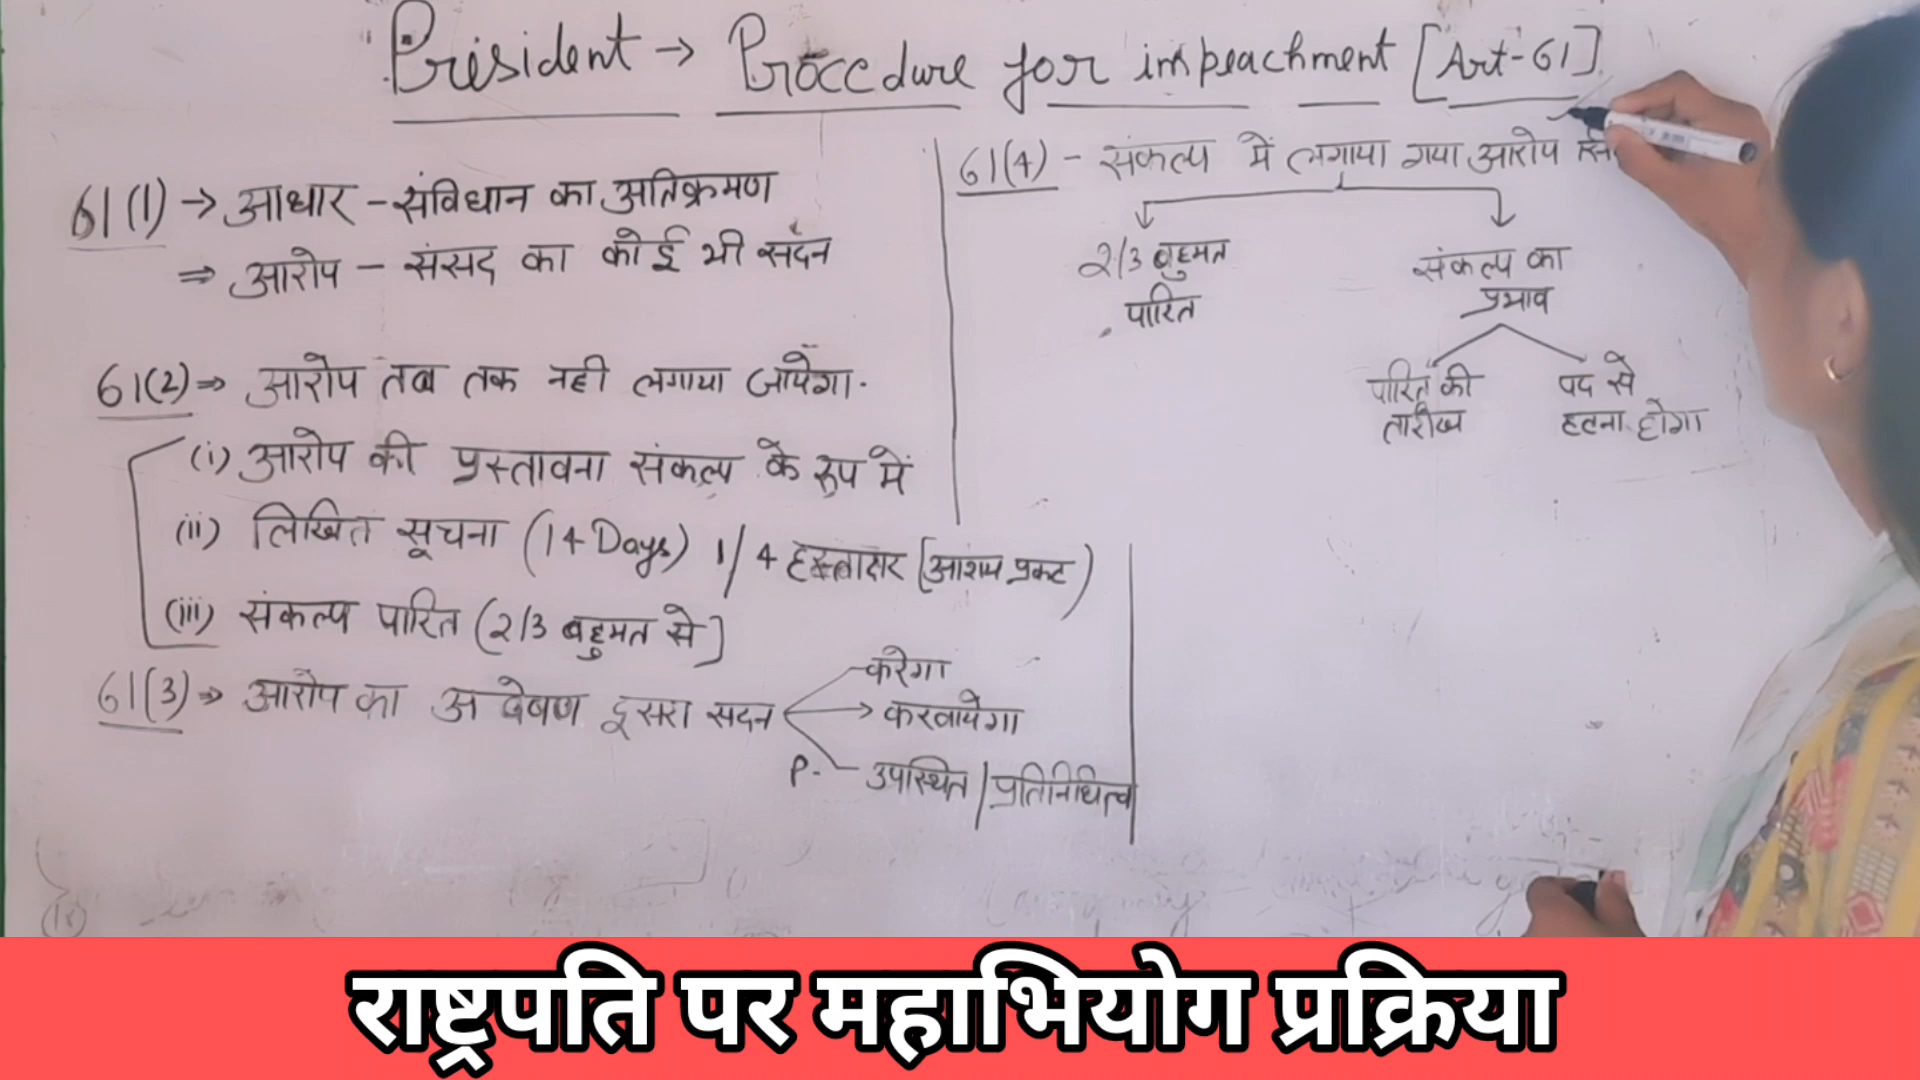 President → Procedure for impeachment [Art-61]
61(1) → आधार - संविधान का अतिक्रमण
⇒ आरोप - संसद का कोई भी सदन
61(2) ⇒ आरोप तब तक नही लगाया जायेगा.
(i) आरोप की प्रस्तावना संकल्प के रूप में
(ii) लिखित सूचना (14 Days) 1/4 हस्ताक्षर [आशय प्रकट)
(iii) संकल्प पारित (2/3 बहुमत से]
61(3) ⇒ आरोप का अन्वेषण दूसरा सदन
करेगा
→ करवायेगा
P. - उपस्थित/प्रतिनिधित्व
61(4) - संकल्प में लगाया गया आरोप
2/3 बहुमत
पारित
संकल्प का
प्रभाव
पारित की
तारीख
पद से
हटना होगा
राष्ट्रपति पर महाभियोग प्रक्रिया